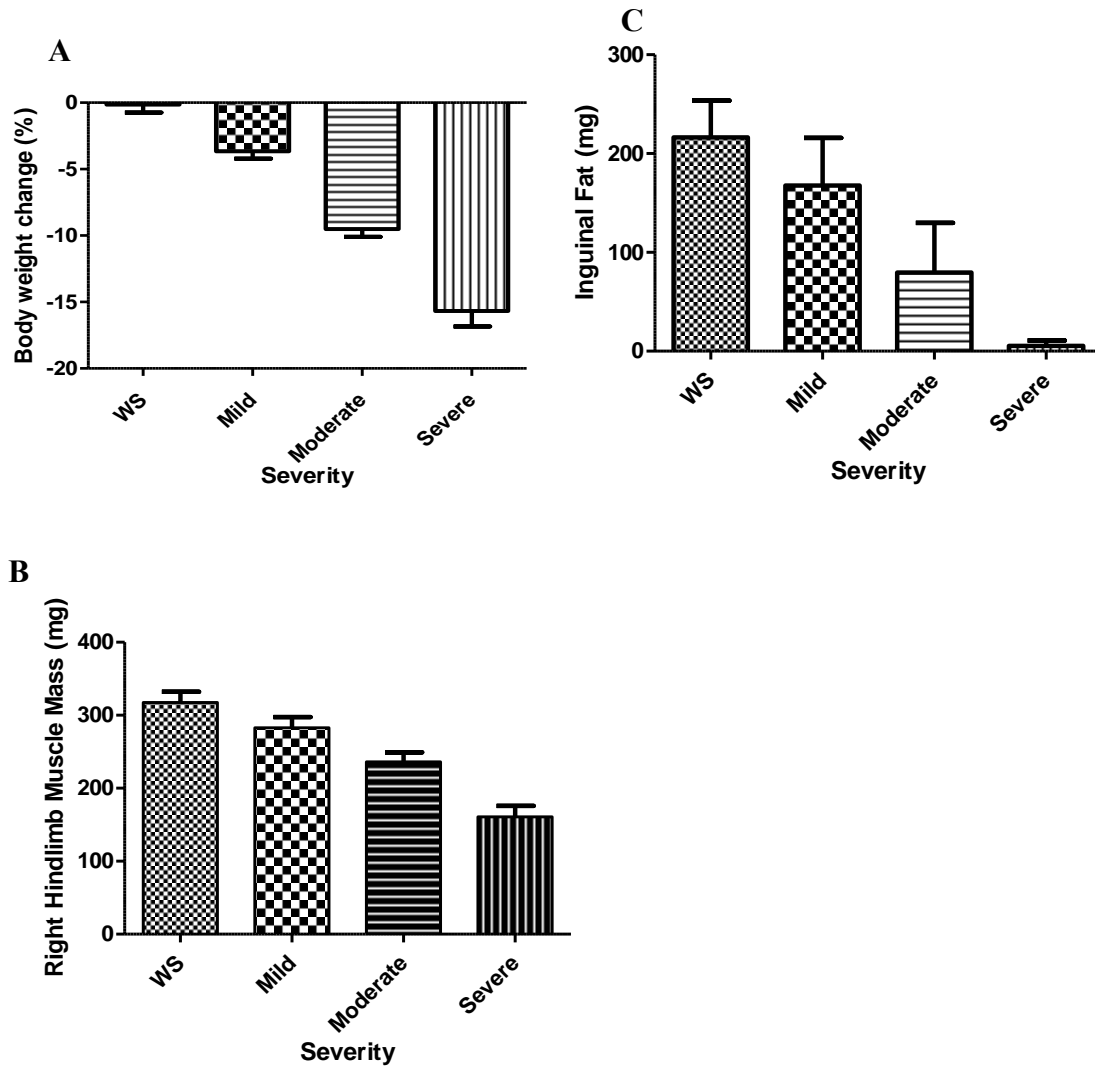 A
Body weight change (%)
0
-5
-10
-15
-20
WS
Mild
Moderate
Severe
Severity
C
Inguinal Fat (mg)
300
200
100
0
WS
Mild
Moderate
Severe
Severity
B
Right Hindlimb Muscle Mass (mg)
400
300
200
100
0
WS
Mild
Moderate
Severe
Severity